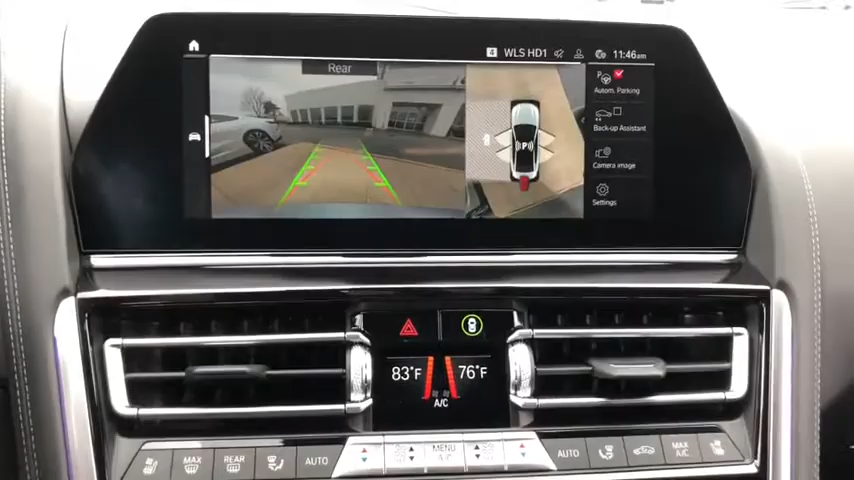 4 WLS HD1 11:46am
Rear
P
Autom. Parking
Back-up Assistant
Camera image
Settings
P
83°F 76°F
A/C
MAX
REAR
AUTO
MENU
A/C
AUTO
MAX
A/C